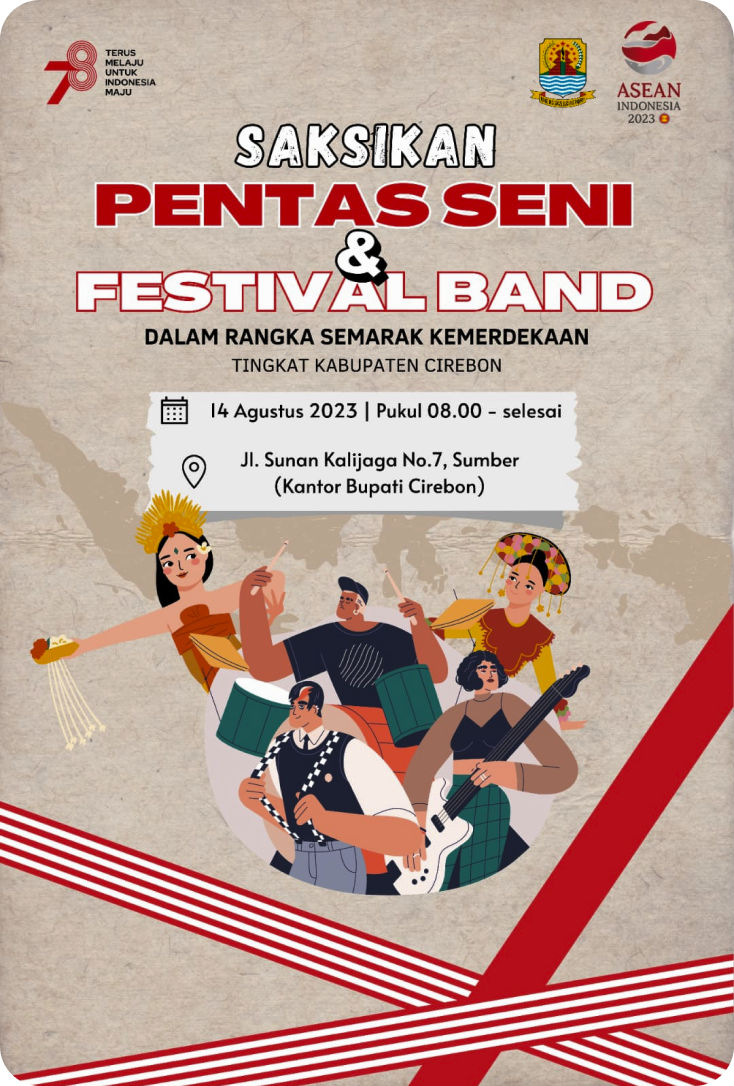 78
TERUS
MELAJU
UNTUK
INDONESIA
MAJU
ASEAN
INDONESIA
2023
SAKSIKAN
PENTAS SENI
&
FESTIVAL BAND
DALAM RANGKA SEMARAK KEMERDEKAAN
TINGKAT KABUPATEN CIREBON
14 Agustus 2023 | Pukul 08.00 - selesai
Jl. Sunan Kalijaga No.7, Sumber
(Kantor Bupati Cirebon)